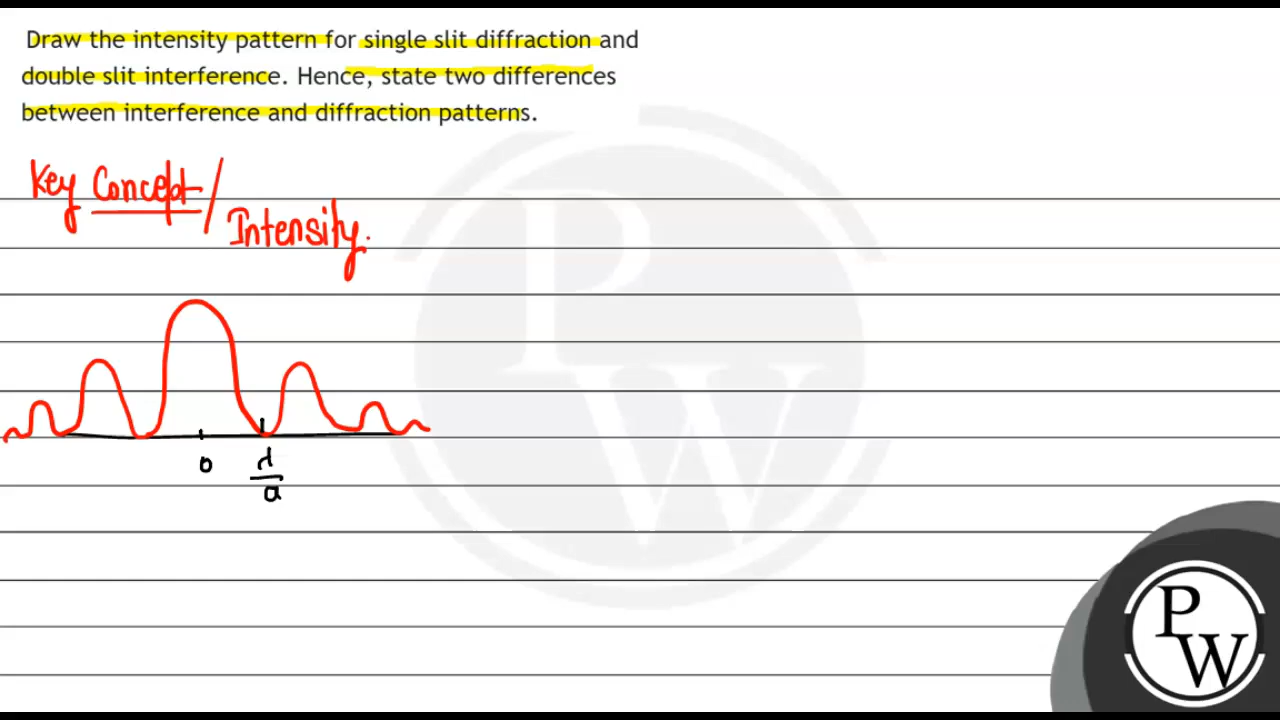 Draw the intensity pattern for single slit diffraction and
double slit interference. Hence, state two differences
between interference and diffraction patterns.
Key Concept/
Intensity.
0
λ
a
P
W
P
W